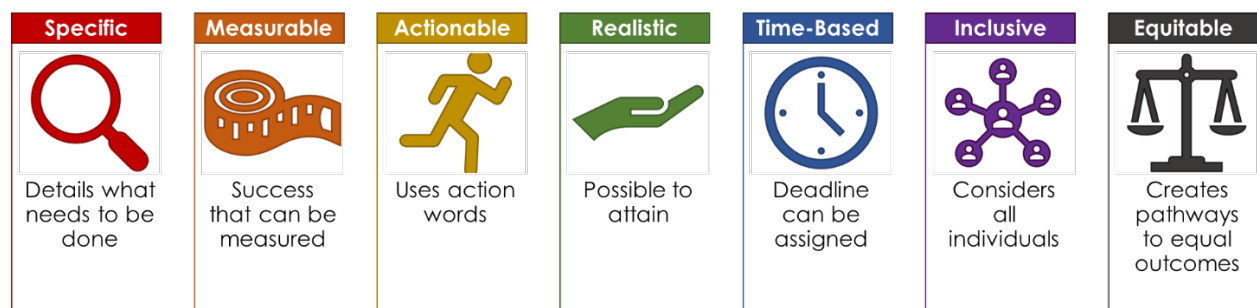 Specific
Details what
needs to be
done
Measurable
Success
that can be
measured
Actionable
Uses action
words
Realistic
Possible to
attain
Time-Based
Deadline
can be
assigned
Inclusive
Considers
all
individuals
Equitable
Creates
pathways
to equal
outcomes